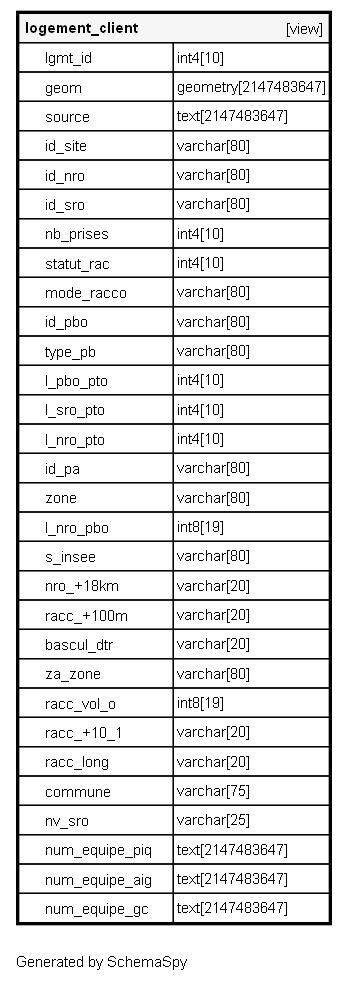 logement_client [view]
lgmt_id int4[10]
geom geometry[2147483647]
source text[2147483647]
id_site varchar[80]
id_nro varchar[80]
id_sro varchar[80]
nb_prises int4[10]
statut_rac int4[10]
mode_racco varchar[80]
id_pbo varchar[80]
type_pb varchar[80]
l_pbo_pto int4[10]
l_sro_pto int4[10]
l_nro_pto int4[10]
id_pa varchar[80]
zone varchar[80]
l_nro_pbo int8[19]
s_insee varchar[80]
nro_+18km varchar[20]
racc_+100m varchar[20]
bascul_dtr varchar[20]
za_zone varchar[80]
racc_vol_o int8[19]
racc_+10_1 varchar[20]
racc_long varchar[20]
commune varchar[75]
nv_sro varchar[25]
num_equipe_piq text[2147483647]
num_equipe_aig text[2147483647]
num_equipe_gc text[2147483647]
Generated by SchemaSpy